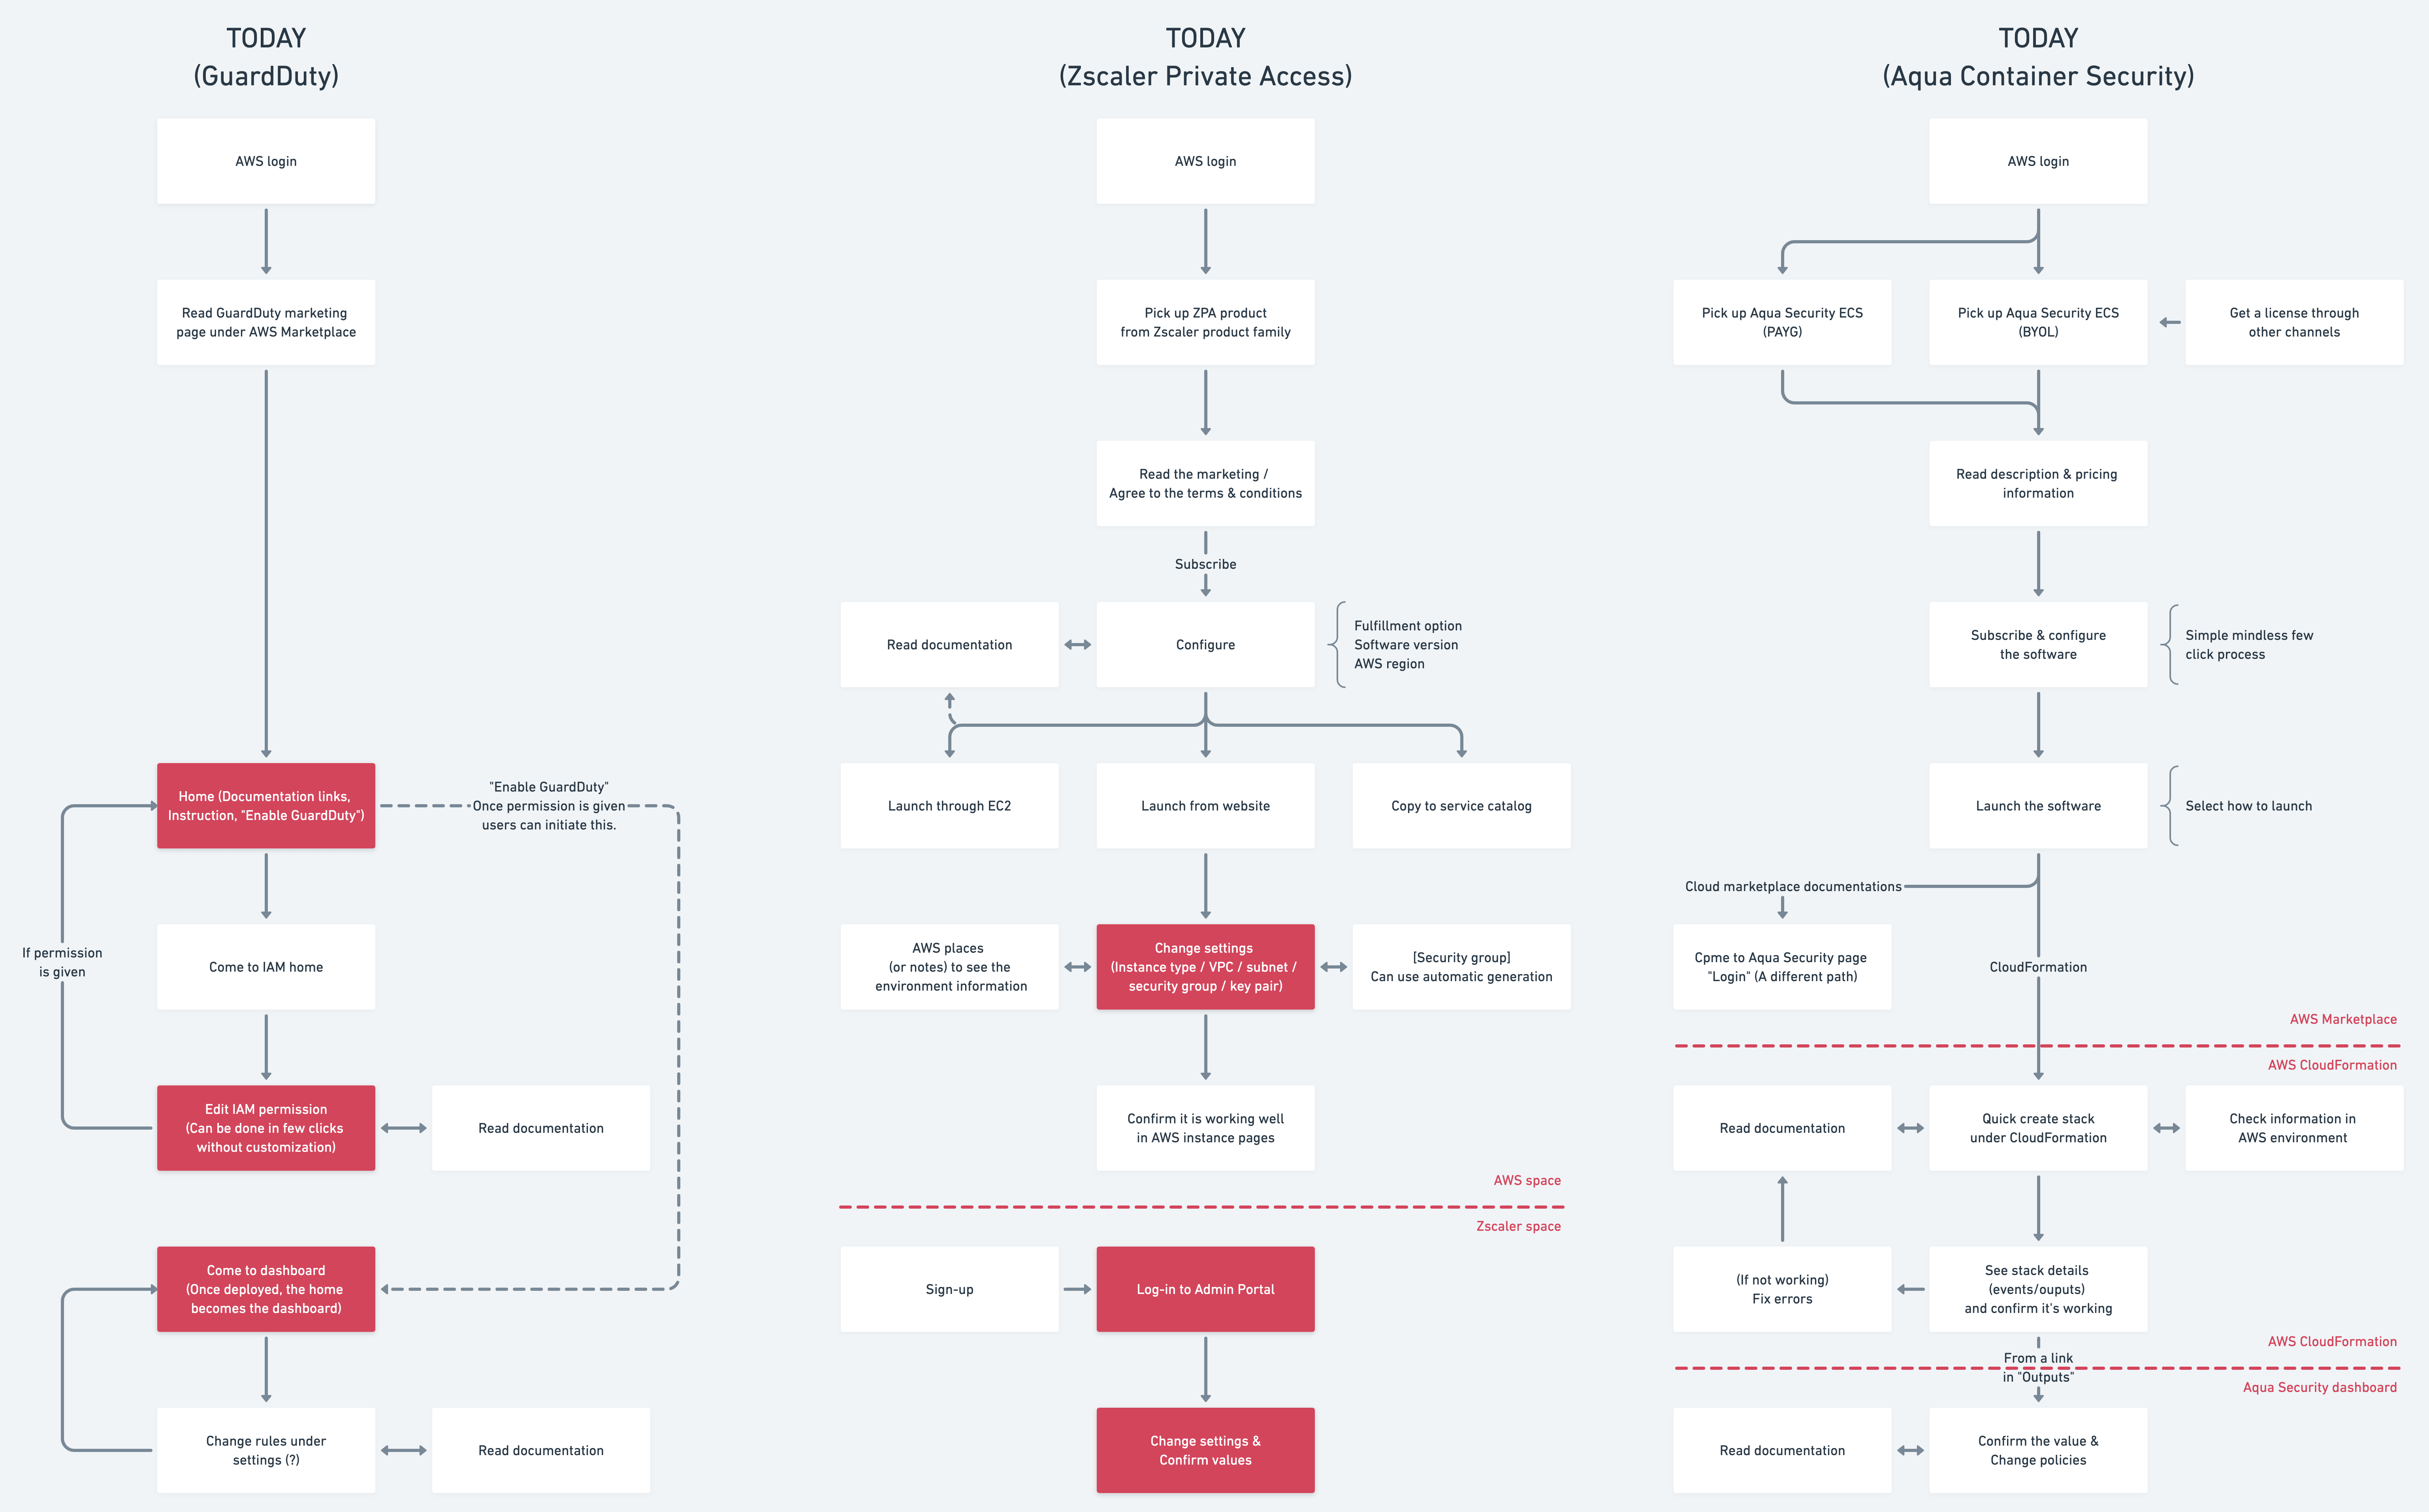 TODAY
(GuardDuty)
AWS login
Read GuardDuty marketing
page under AWS Marketplace
Home (Documentation links,
Instruction, "Enable GuardDuty")
"Enable GuardDuty"
Once permission is given
users can initiate this.
If permission
is given
Come to IAM home
Edit IAM permission
(Can be done in few clicks
without customization)
Read documentation
Come to dashboard
(Once deployed, the home
becomes the dashboard)
Change rules under
settings (?)
Read documentation
TODAY
(Zscaler Private Access)
AWS login
Pick up ZPA product
from Zscaler product family
Read the marketing /
Agree to the terms & conditions
Subscribe
Read documentation
Configure
Fulfillment option
Software version
AWS region
Launch through EC2
Launch from website
Copy to service catalog
AWS places
(or notes) to see the
environment information
Change settings
(Instance type / VPC / subnet /
security group / key pair)
[Security group]
Can use automatic generation
Confirm it is working well
in AWS instance pages
AWS space
Zscaler space
Sign-up
Log-in to Admin Portal
Change settings &
Confirm values
TODAY
(Aqua Container Security)
AWS login
Pick up Aqua Security ECS
(PAYG)
Pick up Aqua Security ECS
(BYOL)
Get a license through
other channels
Read description & pricing
information
Subscribe & configure
the software
Simple mindless few
click process
Launch the software
Select how to launch
Cloud marketplace documentations
Cpme to Aqua Security page
"Login" (A different path)
CloudFormation
AWS Marketplace
AWS CloudFormation
Read documentation
Quick create stack
under CloudFormation
Check information in
AWS environment
(If not working)
Fix errors
See stack details
(events/ouputs)
and confirm it's working
AWS CloudFormation
From a link
in "Outputs"
Aqua Security dashboard
Read documentation
Confirm the value &
Change policies